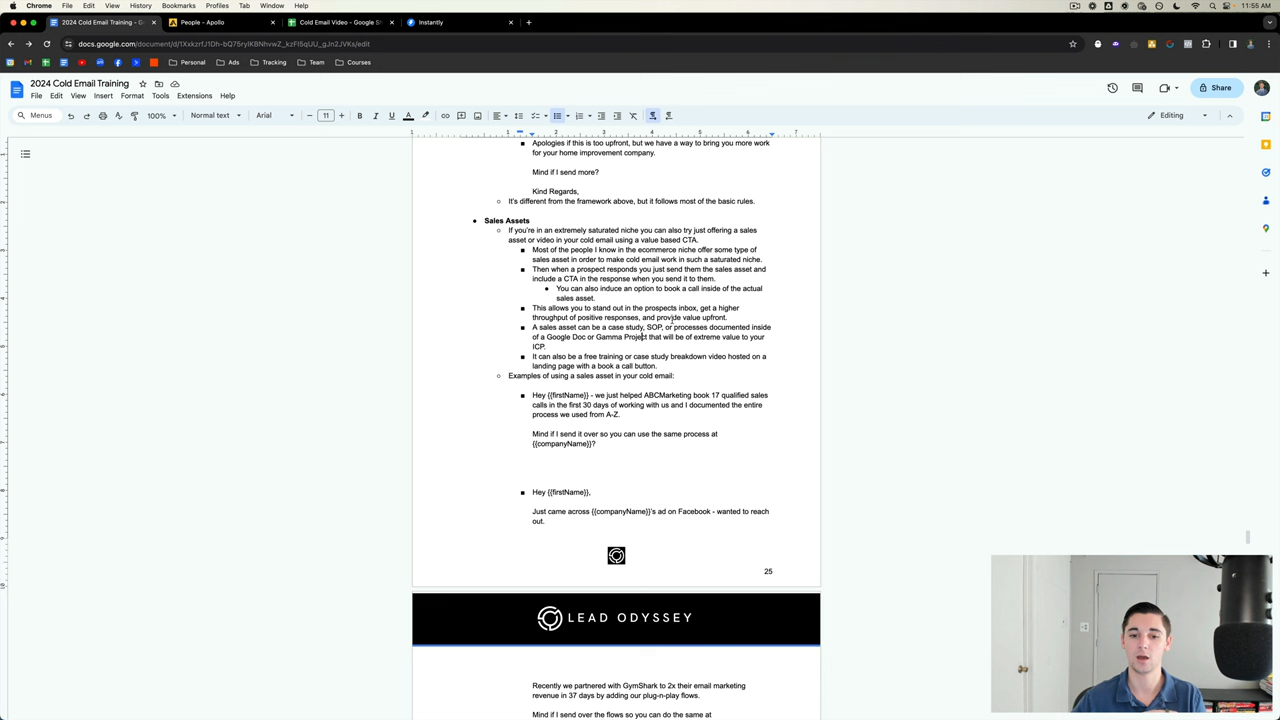 Chrome File Edit View History Bookmarks Profiles Tab Window Help
11:55 AM
2024 Cold Email Training - G
People - Apollo
Cold Email Video - Google Sh
Instantly
docs.google.com/document/d/1XxkzrfJ1Dh-bQ75rylKBNhvwZ_kzFl5qUU_gJn2JVKs/edit
Personal
Ads
Tracking
Team
Courses
2024 Cold Email Training
File Edit View Insert Format Tools Extensions Help
Share
Menus
100%
Normal text
Arial
11
Editing
Apologies if this is too upfront, but we have a way to bring you more work
for your home improvement company.
Mind if I send more?
Kind Regards,
It's different from the framework above, but it follows most of the basic rules.
Sales Assets
If you're in an extremely saturated niche you can also try just offering a sales
asset or video in your cold email using a value based CTA.
Most of the people I know in the ecommerce niche offer some type of
sales asset in order to make cold email work in such a saturated niche.
Then when a prospect responds you just send them the sales asset and
include a CTA in the response when you send it to them.
You can also induce an option to book a call inside of the actual
sales asset.
This allows you to stand out in the prospects inbox, get a higher
throughput of positive responses, and provide value upfront.
A sales asset can be a case study, SOP, or processes documented inside
of a Google Doc or Gamma Project that will be of extreme value to your
ICP.
It can also be a free training or case study breakdown video hosted on a
landing page with a book a call button.
Examples of using a sales asset in your cold email:
Hey {{firstName}} - we just helped ABCMarketing book 17 qualified sales
calls in the first 30 days of working with us and I documented the entire
process we used from A-Z.
Mind if I send it over so you can use the same process at
{{companyName}}?
Hey {{firstName}},
Just came across {{companyName}}'s ad on Facebook - wanted to reach
out.
25
LEAD ODYSSEY
Recently we partnered with GymShark to 2x their email marketing
revenue in 37 days by adding our plug-n-play flows.
Mind if I send over the flows so you can do the same at